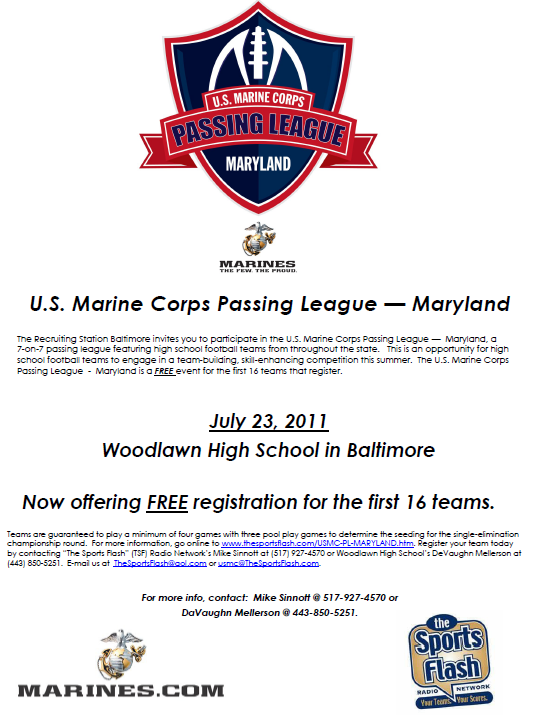 U.S. MARINE CORPS
PASSING LEAGUE
MARYLAND
MARINES
THE FEW. THE PROUD.
U.S. Marine Corps Passing League — Maryland
The Recruiting Station Baltimore invites you to participate in the U.S. Marine Corps Passing League — Maryland, a
7-on-7 passing league featuring high school football teams from throughout the state. This is an opportunity for high
school football teams to engage in a team-building, skil-enhancing competition this summer. The U.S. Marine Corps
Passing League - Maryland is a FREE event for the first 16 teams that register.
July 23, 2011
Woodlawn High School in Baltimore
Now offering FREE registration for the first 16 teams.
Teams are guaranteed to play a minimum of four games with three pool play games to determine the seeding for the single-elimination
championship round. For more information, go online to www.thesportsflash.com/USMC-PL-MARYLAND.htm. Register your team today
by contacting “The Sports Flash” (TSF) Radio Network’s Mike Sinnott at (517) 927-4570 or Woodlawn High School’s DeVaughn Mellerson at
(443) 850-5251. E-mail us at TheSportsFlash@aol.com or usmc@TheSportsFlash.com.
For more info, contact: Mike Sinnott @ 517-927-4570 or
DaVaughn Mellerson @ 443-850-5251.
MARINES.COM
the
Sports
Flash
RADIO NETWORK
Your Teams. Your Scores.